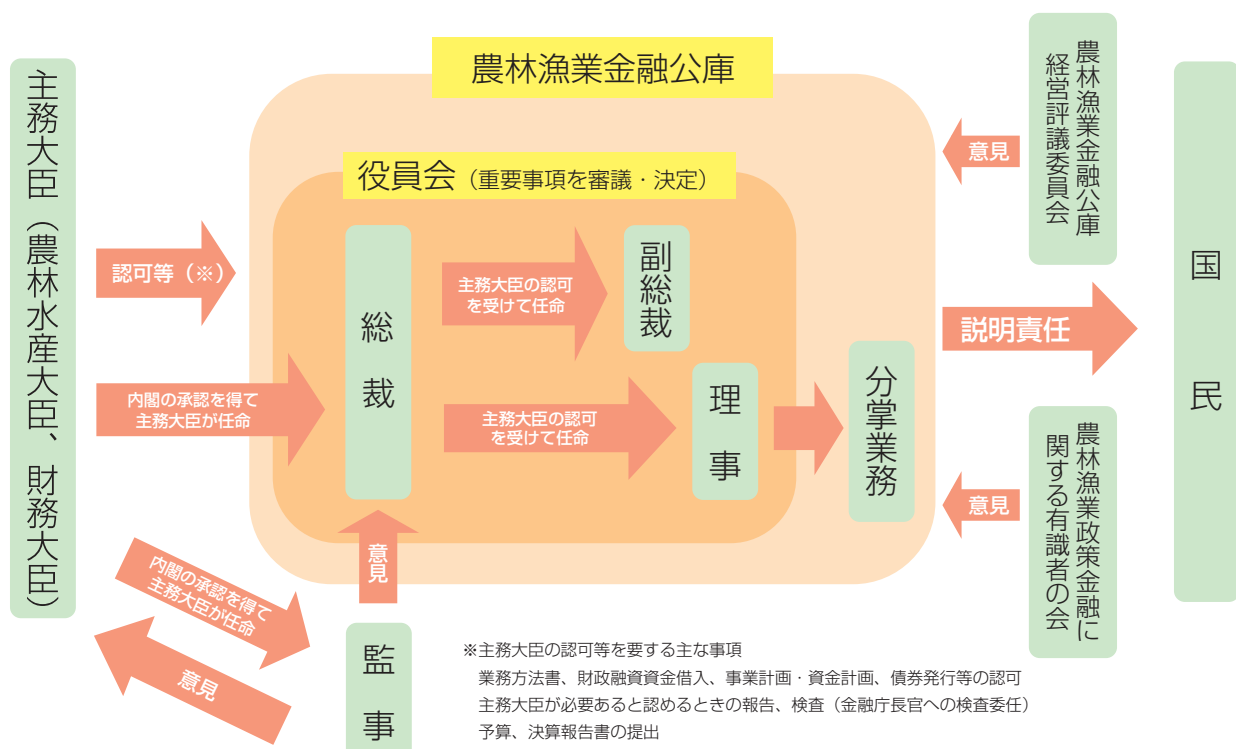 農林漁業金融公庫
主務大臣（農林水産大臣、財務大臣）
役員会（重要事項を審議・決定）
認可等（※）
内閣の承認を得て
主務大臣が任命
総裁
主務大臣の認可
を受けて任命
副総裁
主務大臣の認可
を受けて任命
理事
分掌業務
意見
農林漁業金融公庫
経営評議委員会
説明責任
国民
意見
農林漁業政策金融に
関する有識者の会
意見
内閣の承認を得て
主務大臣が任命
意見
監事
※主務大臣の認可等を要する主な事項
業務方法書、財政融資資金借入、事業計画・資金計画、債券発行等の認可
主務大臣が必要あると認めるときの報告、検査（金融庁長官への検査委任）
予算、決算報告書の提出